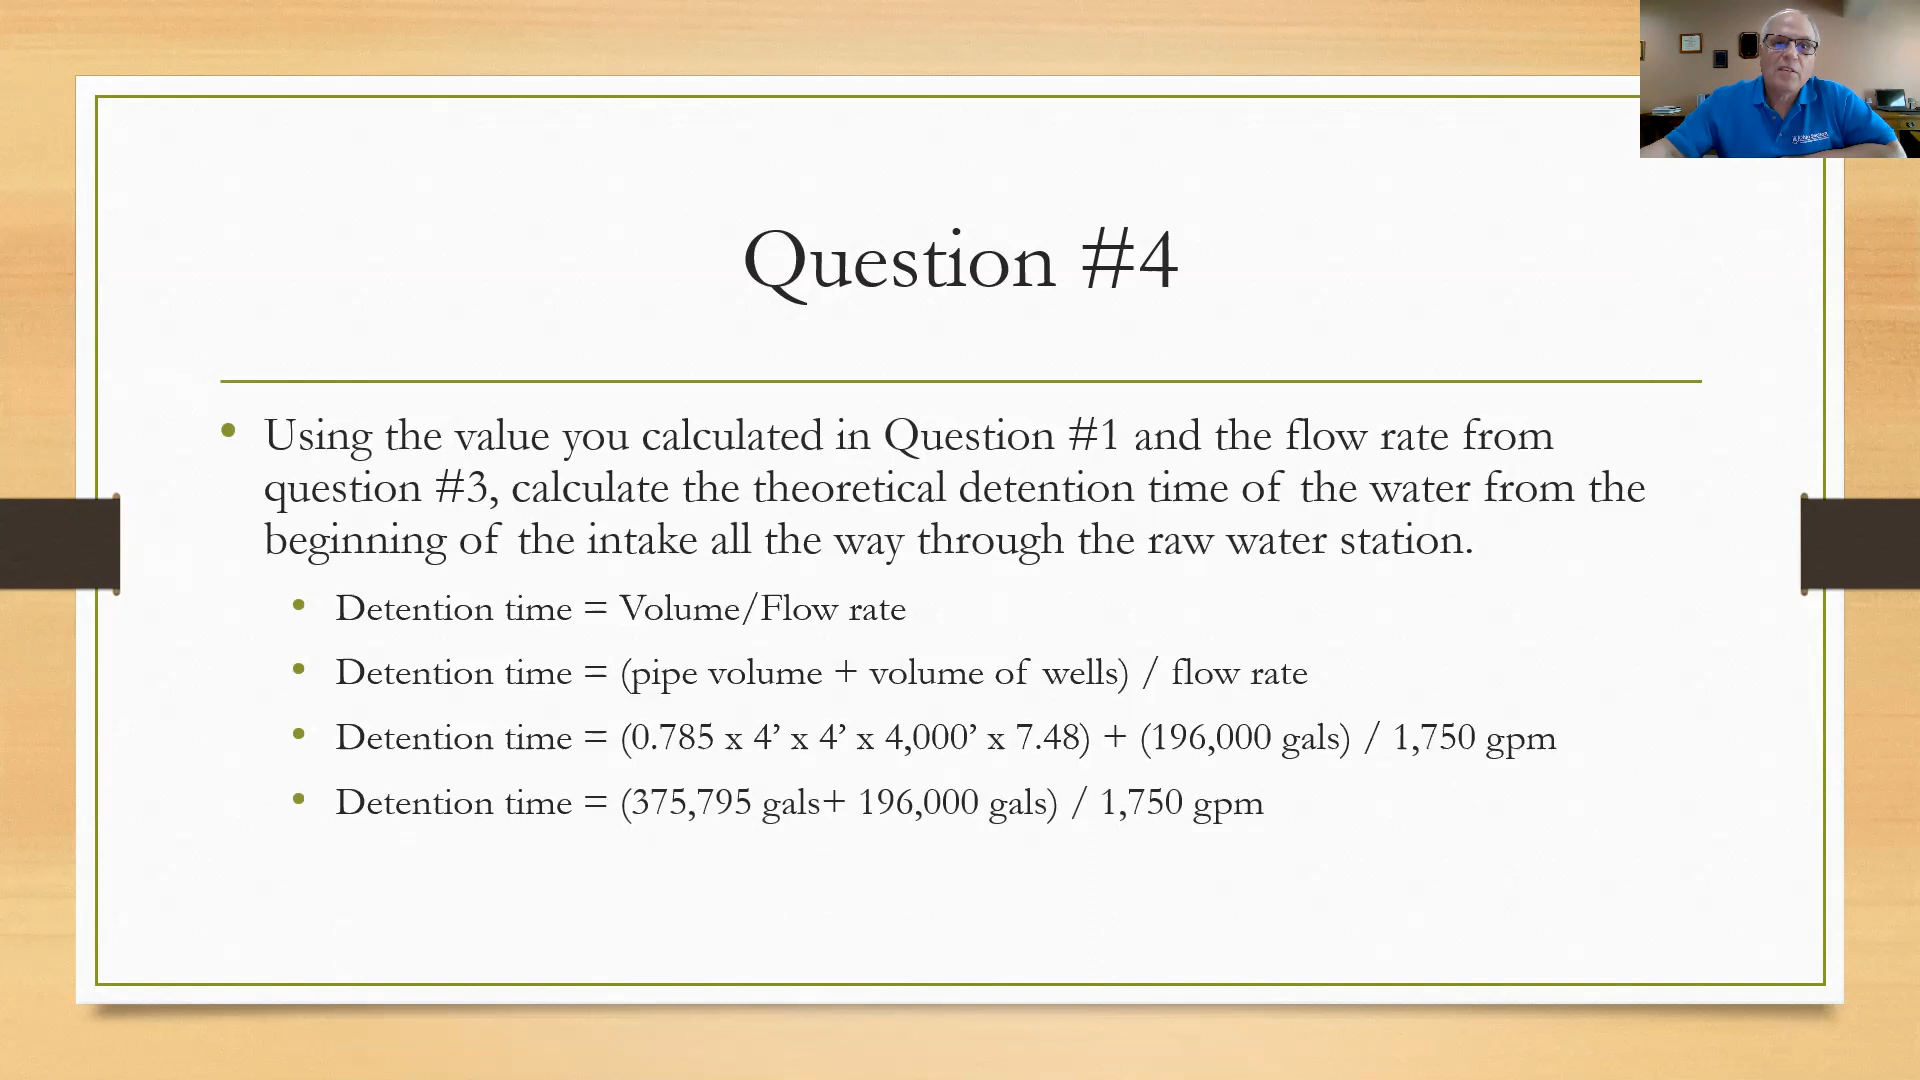 Question #4
• Using the value you calculated in Question #1 and the flow rate from
question #3, calculate the theoretical detention time of the water from the
beginning of the intake all the way through the raw water station.
• Detention time = Volume/Flow rate
• Detention time = (pipe volume + volume of wells) / flow rate
• Detention time = (0.785 x 4’ x 4’ x 4,000’ x 7.48) + (196,000 gals) / 1,750 gpm
• Detention time = (375,795 gals+ 196,000 gals) / 1,750 gpm